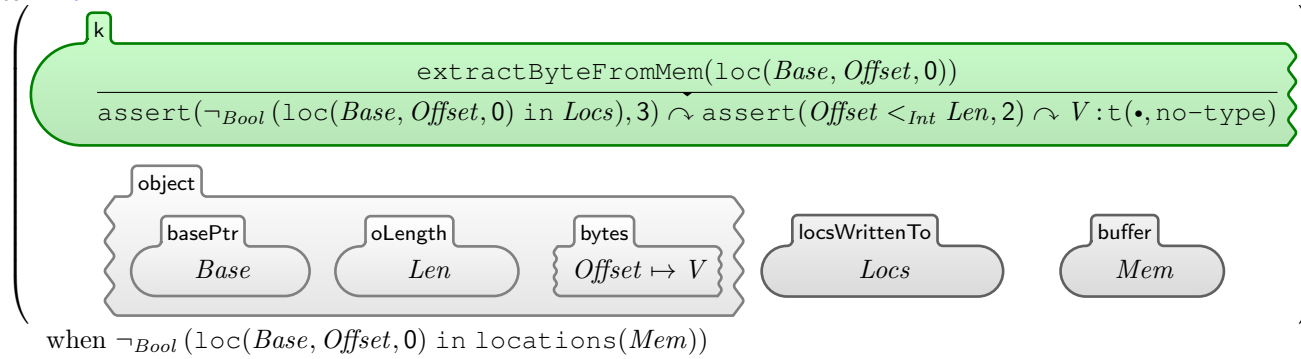 k
extractByteFromMem(loc(Base, Offset, 0))
assert(¬Bool (loc(Base, Offset, 0) in Locs), 3) ↷ assert(Offset <Int Len, 2) ↷ V : t(•, no-type)
object
basePtr oLength bytes locsWrittenTo buffer
Base Len Offset ↦ V Locs Mem
when ¬Bool (loc(Base, Offset, 0) in locations(Mem))